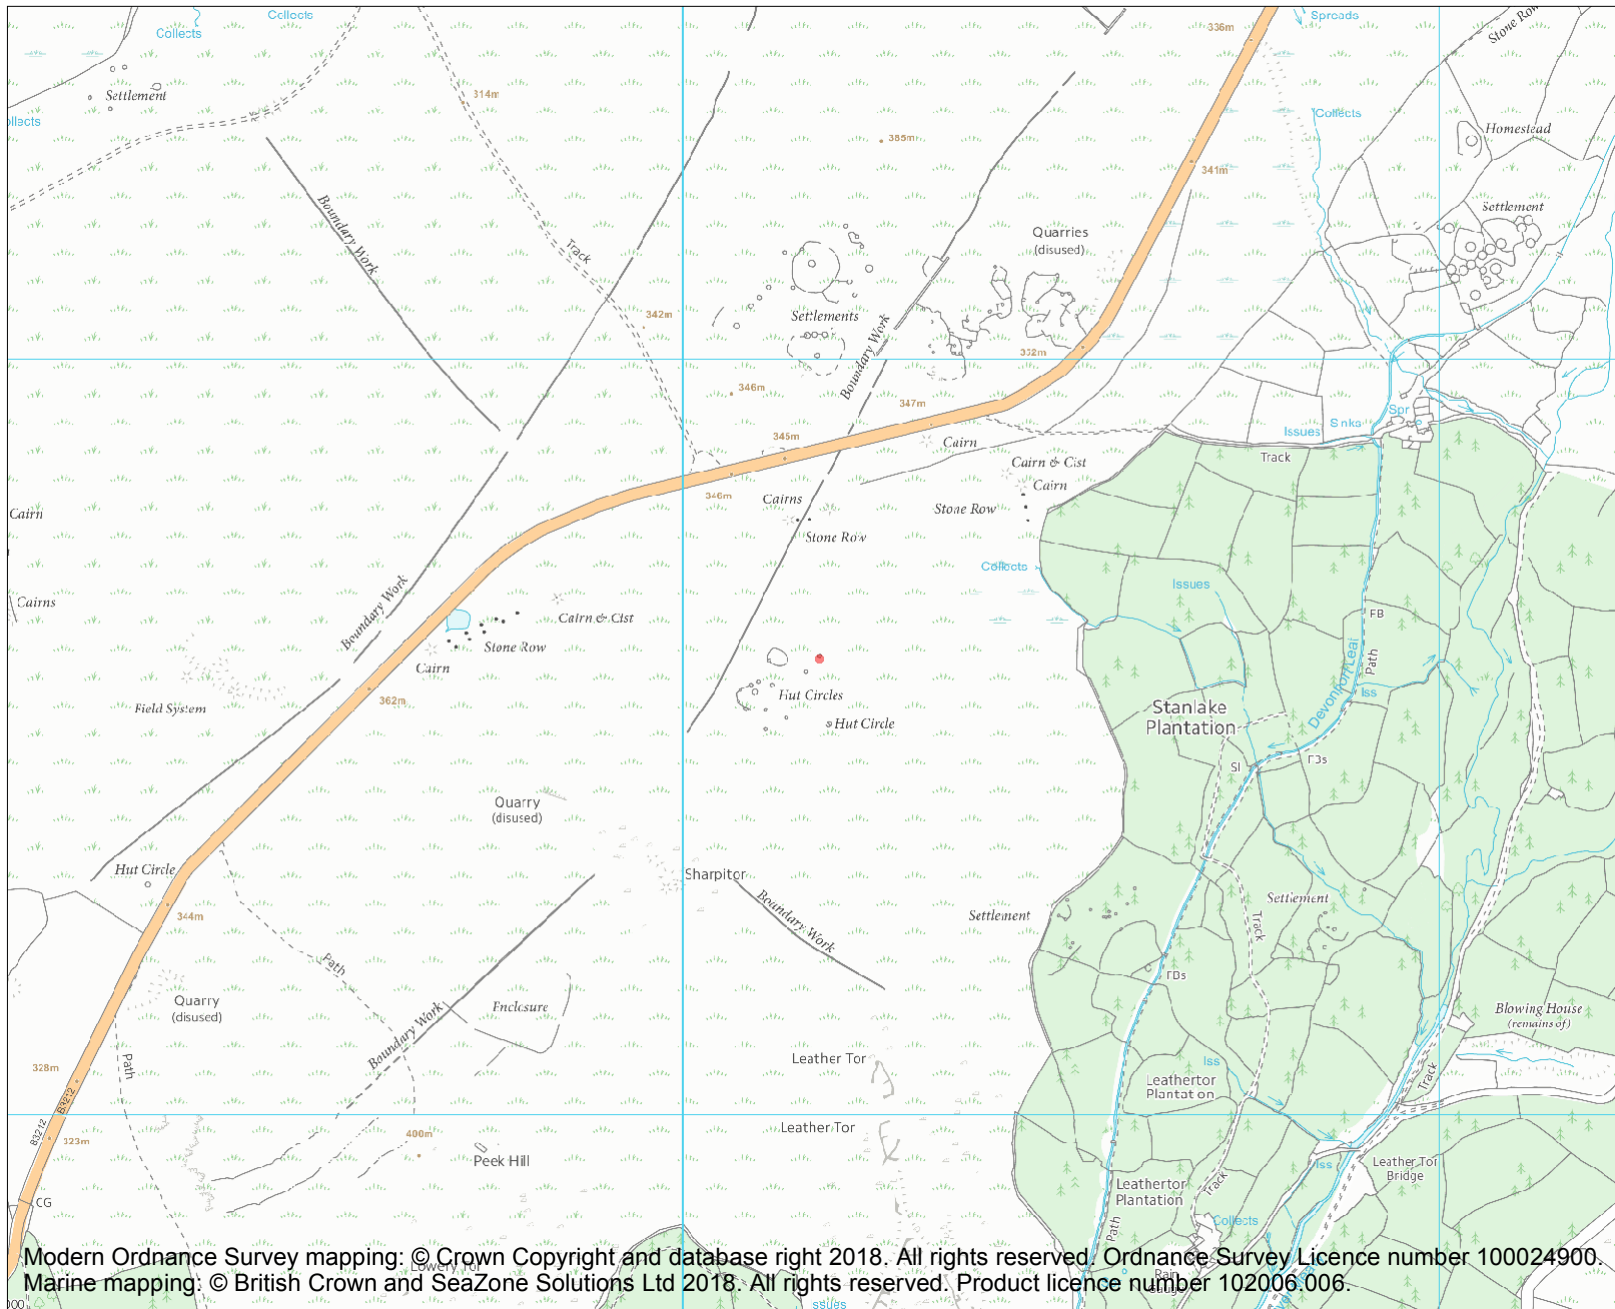 Collects
Collects
Spreads
336m
Stone Row
Settlement
314m
385m
Collects
Homestead
341m
Settlement
Boundary Work
Track
Quarries
(disused)
342m
Settlements
Boundary Work
352m
346m
347m
345m
Cairn
Issues
Sinks
Spr
Track
Cairn & Cist
Cairn
346m
Cairns
Stone Row
Stone Row
Cairn
Collects
Issues
Cairns
Boundary Work
FB
Cairn & Cist
Stone Row
Cairn
Path
Devonport Leat
Iss
Hut Circles
Hut Circle
362m
Field System
Stanlake
Plantation
FBs
Sl
Quarry
(disused)
Hut Circle
Sharpitor
344m
Boundary Work
Settlement
Settlement
Track
Path
FBs
Quarry
(disused)
Enclosure
Boundary Work
Blowing House
(remains of)
Leather Tor
Iss
328m
Path
Leathertor
Plantation
Track
B3212
B3212
323m
400m
Leather Tor
Peek Hill
Iss
Leather Tor
Bridge
Leathertor
Plantation
Track
CG
Path
Collects
Modern Ordnance Survey mapping: © Crown Copyright and database right 2018. All rights reserved. Ordnance Survey Licence number 100024900.
Lowery Tor
Rain
Gauge
Marine mapping: © British Crown and SeaZone Solutions Ltd 2018. All rights reserved. Product licence number 102006.006.